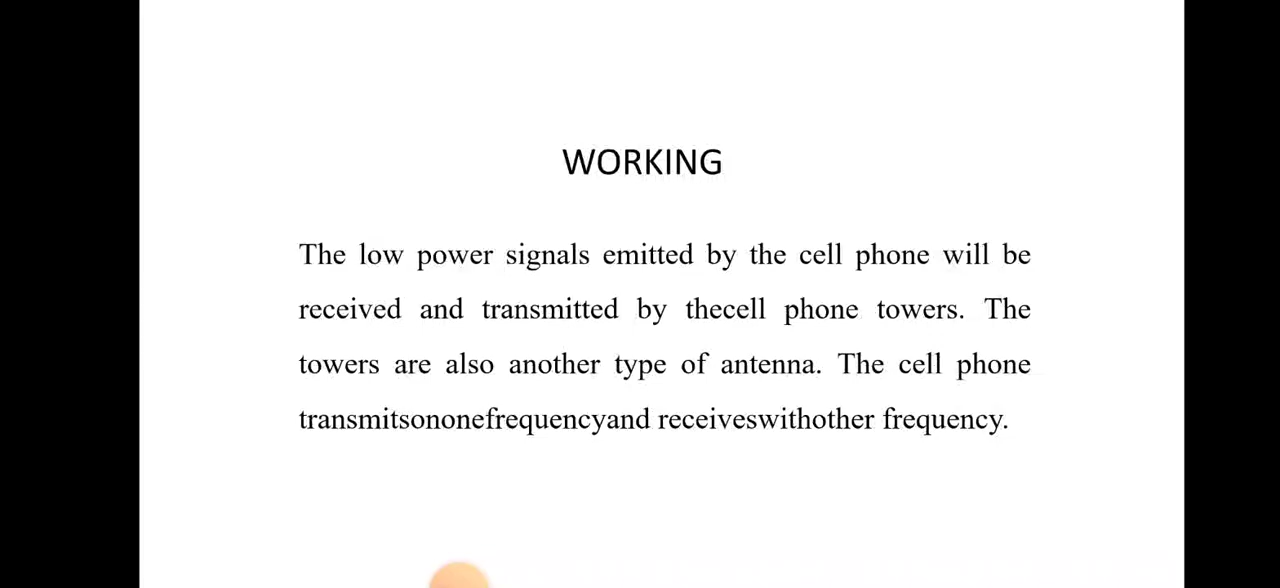 WORKING
The low power signals emitted by the cell phone will be
received and transmitted by thecell phone towers. The
towers are also another type of antenna. The cell phone
transmitsononefrequencyand receiveswithother frequency.